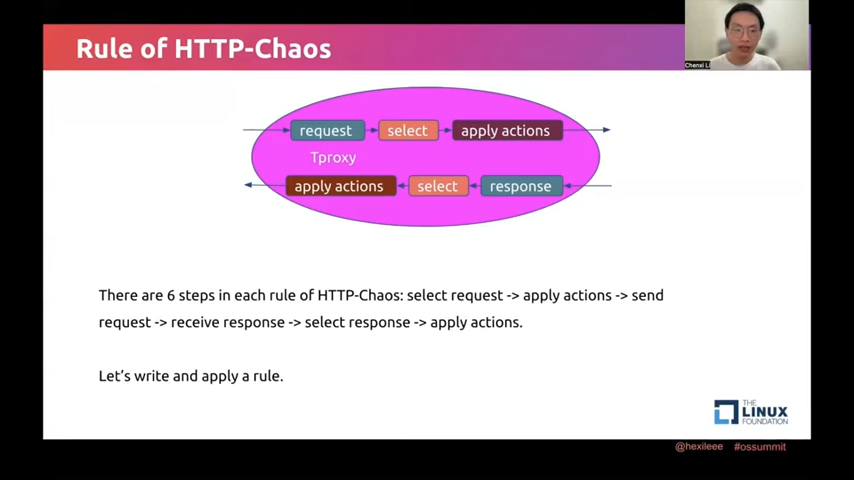 Rule of HTTP-Chaos
Chenxi Li
request select apply actions
Tproxy
apply actions select response
There are 6 steps in each rule of HTTP-Chaos: select request -> apply actions -> send
request -> receive response -> select response -> apply actions.
Let's write and apply a rule.
THE
LINUX
FOUNDATION
@hexileee #ossummit